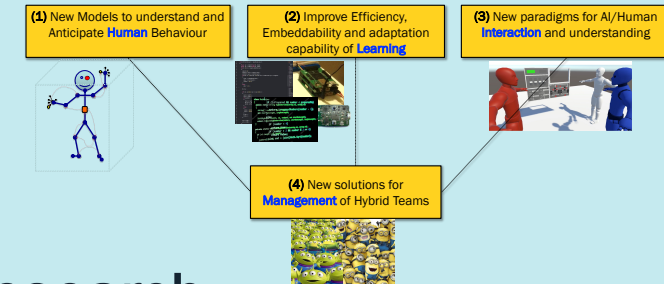 (1) New Models to understand and
Anticipate Human Behaviour
(2) Improve Efficiency,
Embeddability and adaptation
capability of Learning
(3) New paradigms for AI/Human
Interaction and understanding
(4) New solutions for
Management of Hybrid Teams